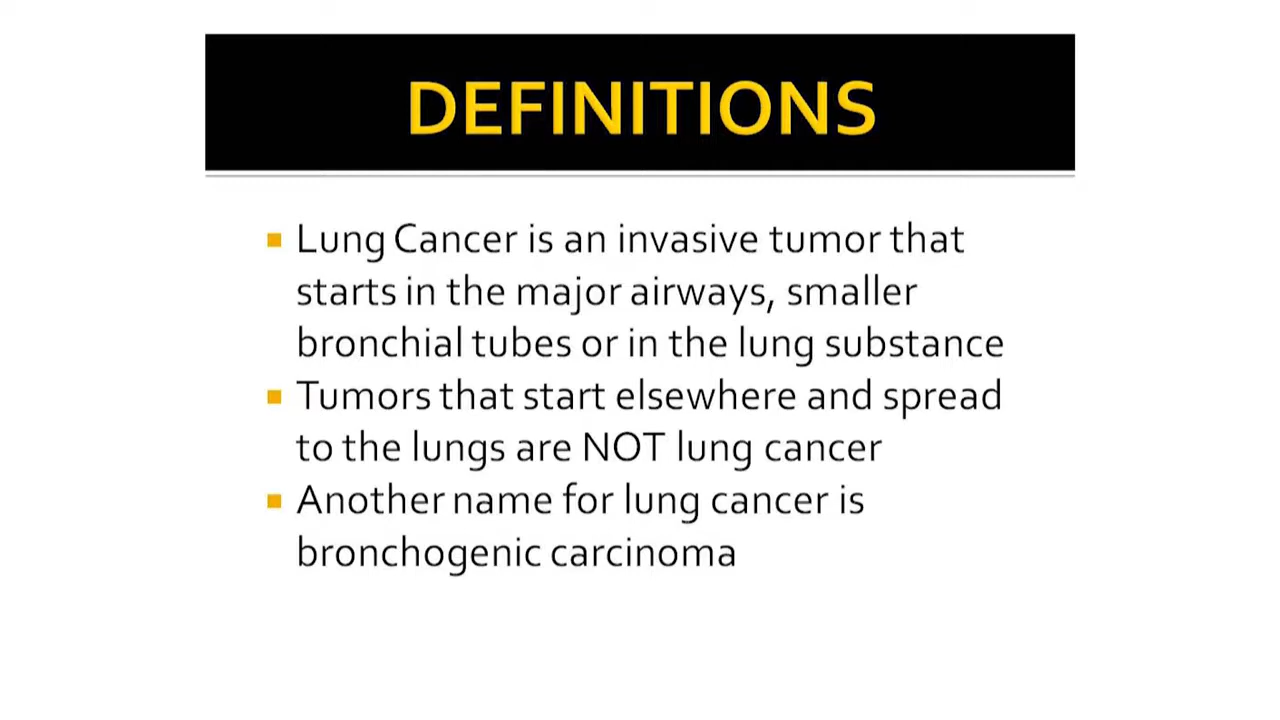 DEFINITIONS
Lung Cancer is an invasive tumor that
starts in the major airways, smaller
bronchial tubes or in the lung substance
Tumors that start elsewhere and spread
to the lungs are NOT lung cancer
Another name for lung cancer is
bronchogenic carcinoma